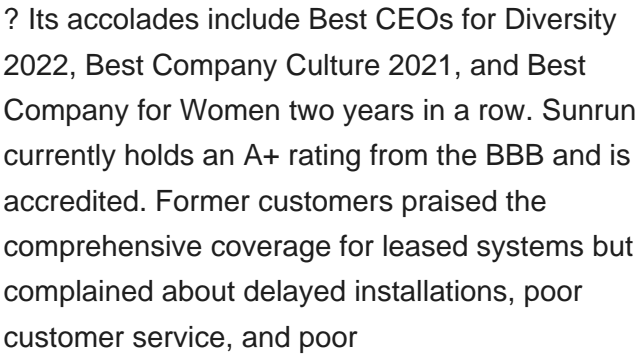 ? Its accolades include Best CEOs for Diversity
2022, Best Company Culture 2021, and Best
Company for Women two years in a row. Sunrun
currently holds an A+ rating from the BBB and is
accredited. Former customers praised the
comprehensive coverage for leased systems but
complained about delayed installations, poor
customer service, and poor